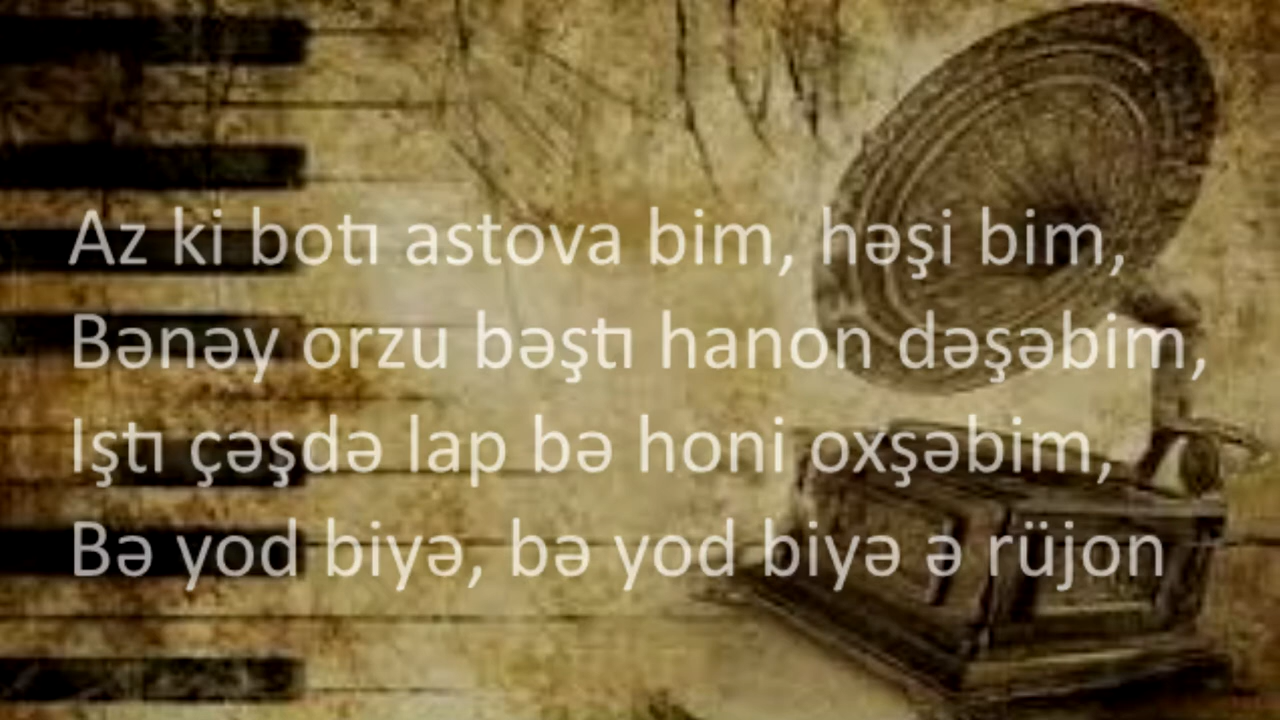 Az ki botı astova bim, həşi bim,
Bənəy orzu bəştı hanon dəşəbim,
Iştı çəşdə lap bə honi oxşəbim,
Bə yod biyə, bə yod biyə ə rüjon